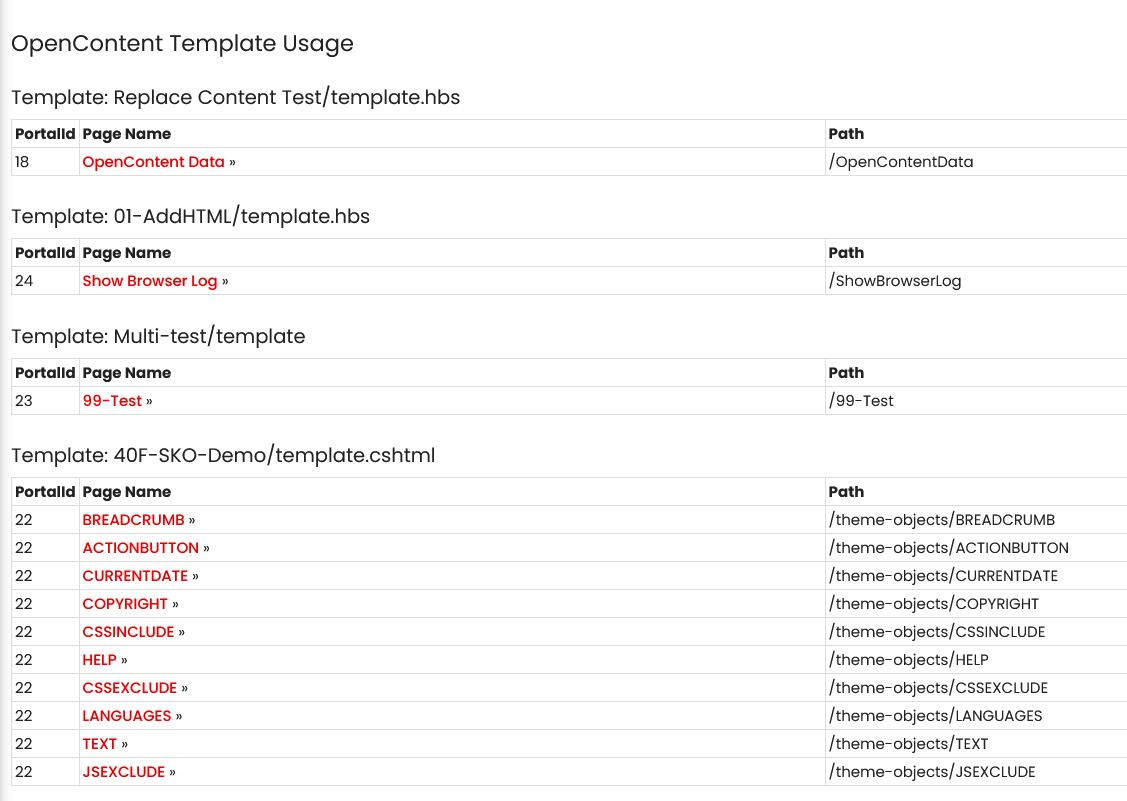 OpenContent Template Usage
Template: Replace Content Test/template.hbs
PortalId Page Name Path
18 OpenContent Data » /OpenContentData
Template: 01-AddHTML/template.hbs
PortalId Page Name Path
24 Show Browser Log » /ShowBrowserLog
Template: Multi-test/template
PortalId Page Name Path
23 99-Test » /99-Test
Template: 40F-SKO-Demo/template.cshtml
PortalId Page Name Path
22 BREADCRUMB » /theme-objects/BREADCRUMB
22 ACTIONBUTTON » /theme-objects/ACTIONBUTTON
22 CURRENTDATE » /theme-objects/CURRENTDATE
22 COPYRIGHT » /theme-objects/COPYRIGHT
22 CSSINCLUDE » /theme-objects/CSSINCLUDE
22 HELP » /theme-objects/HELP
22 CSSEXCLUDE » /theme-objects/CSSEXCLUDE
22 LANGUAGES » /theme-objects/LANGUAGES
22 TEXT » /theme-objects/TEXT
22 JSEXCLUDE » /theme-objects/JSEXCLUDE